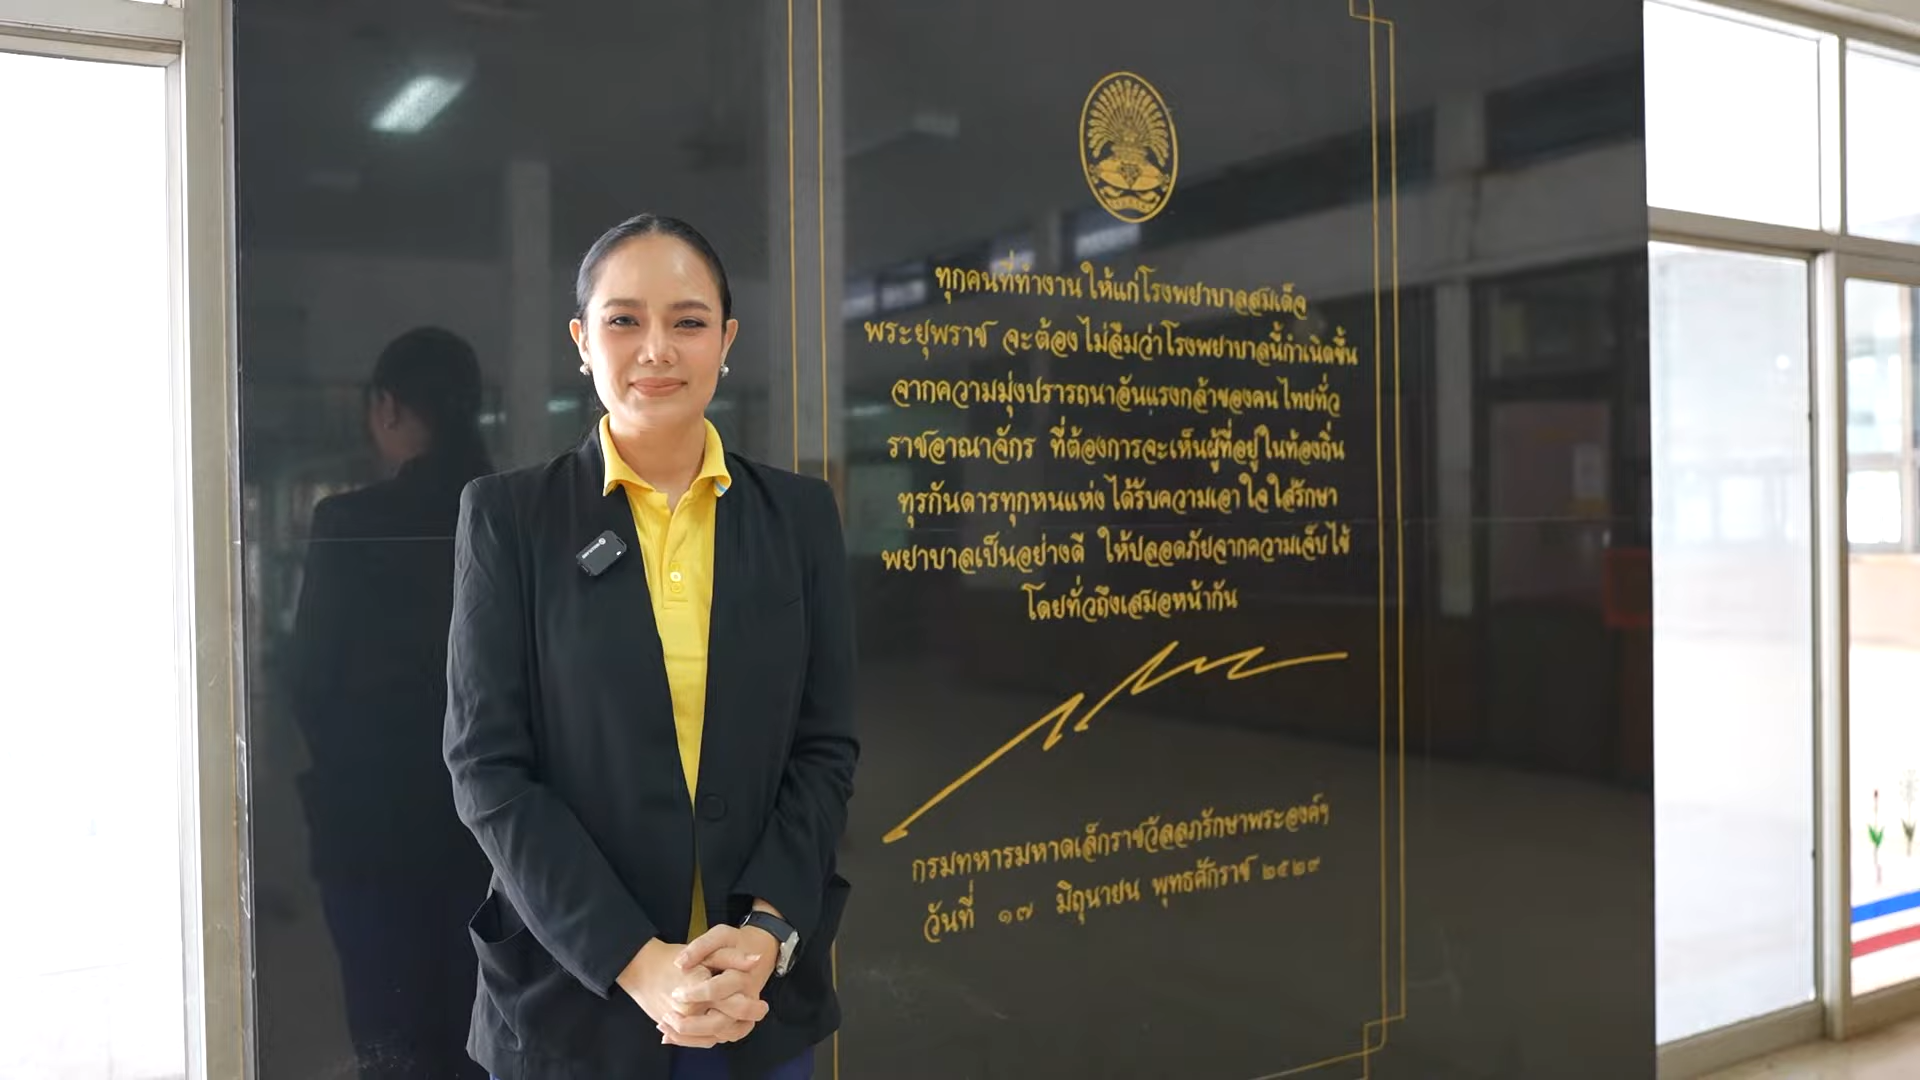 ทุกคนที่ทำงานให้แก่โรงพยาบาลสมเด็จ
พระยุพราช จะต้องไม่ลืมว่าโรงพยาบาลนี้กำเนิดขึ้น
จากความมุ่งปรารถนาอันแรงกล้าของคนไทยทั่ว
ราชอาณาจักร ที่ต้องการจะเห็นผู้ที่อยู่ในท้องถิ่น
ทุรกันดารทุกหนแห่งได้รับความเอาใจใส่รักษา
พยาบาลเป็นอย่างดี ให้ปลอดภัยจากความเจ็บไข้
โดยทั่วถึงเสมอหน้ากัน
กรมทหารมหาดเล็กราชวัลลภรักษาพระองค์ฯ
วันที่ ๑๗ มิถุนายน พุทธศักราช ๒๕๒๙